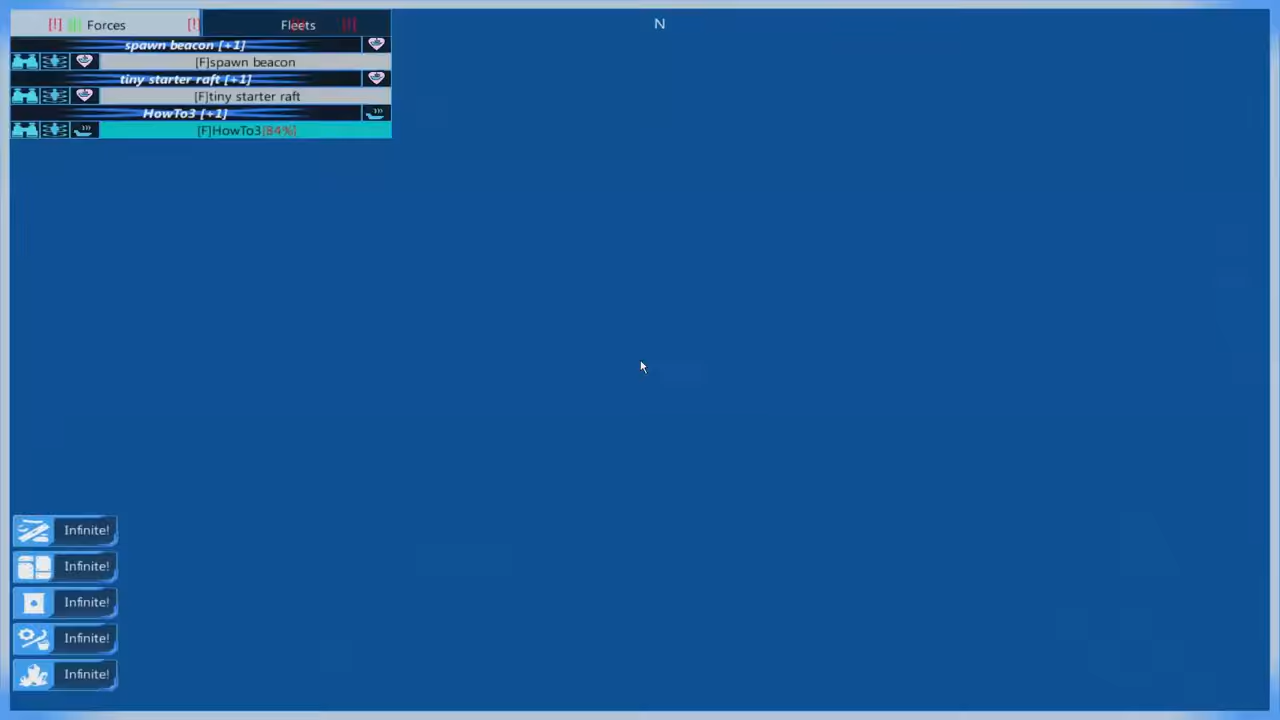 [!] Forces [!]
Fleets
N
spawn beacon [+1]
[F]spawn beacon
tiny starter raft [+1]
[F]tiny starter raft
HowTo3 [+1]
[F]HowTo3[84%]
Infinite!
Infinite!
Infinite!
Infinite!
Infinite!